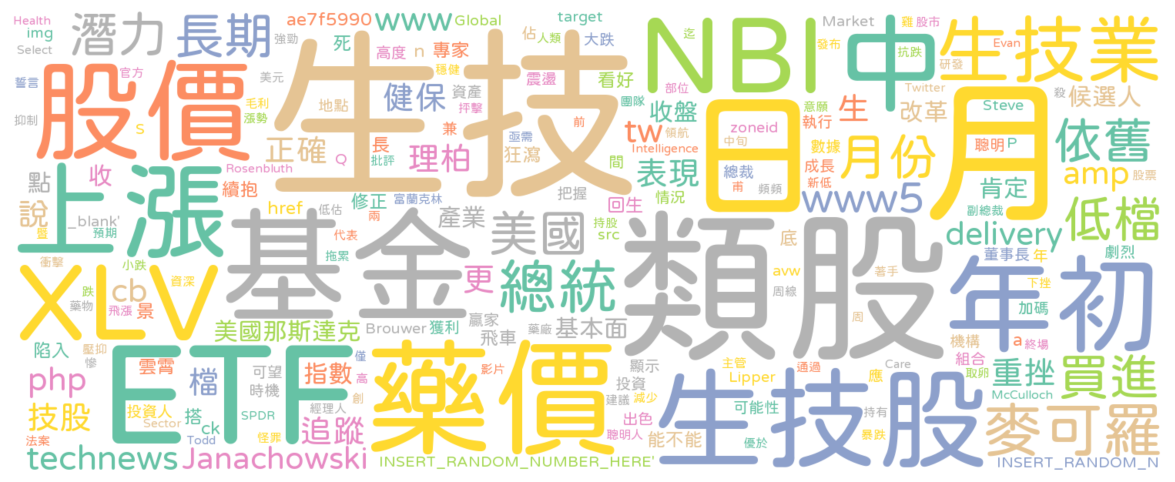 Health
img
Select
潛力
長期
強勁
ae7f5990
死
www
Global
高度
n
專家
佔
target
人類
大跌
迄
NBI
Market
發布
中
雞
股市
抗跌
Evan
研發
生技業
誓言
股價
官方
毛利
漲勢
抑制
s
生技
地點
美元
健保
穩健
資產
抨擊
震盪
看好
團隊
收盤
部位
意願
執行
生
Twitter
改革
殺
候選人
Steve
聰明
P
正確
Q
兼
長
批評
理柏
亟需
狂瀉
前
tw
領航
Intelligence
間
zoneid
中旬
日
總裁
數據
成長
新低
月份
月
依舊
amp
股票
點
收
Rosenbluth
續抱
修正
富蘭克林
兩
把握
回生
情況
表現
甫
頻頻
www5
肯定
副總裁
低檔
說
_blank'
預期
上漲
href
低估
代表
拖累
基金
產業
美國
持股
src
類股
底
avw
周線
著手
周
delivery
董事長
年
劇烈
盤
衝擊
小跌
跌
藥物
資深
飛漲
cb
景
XLV
更
總統
年初
下挫
加碼
美國那斯達克
Brouwer
獲利
贏家
飛車
藥廠
基本面
陷入
壓抑
慘
雲霄
ETF
可望
時機
檔
指數
僅
高
創
藥價
影片
顯示
投資
建議
減少
主管
Lipper
可能性
通過
應
Care
持有
暴跌
機構
組合
取卵
a
終場
重挫
McCulloch
買進
php
技股
投資人
Sector
搭
ck
SPDR
經理人
追蹤
法案
Todd
怪罪
出色
聰明人
能不能
優於
生技股
麥可羅
technews
Janachowski
INSERT_RANDOM_NUMBER_HERE'
INSERT_RANDOM_N